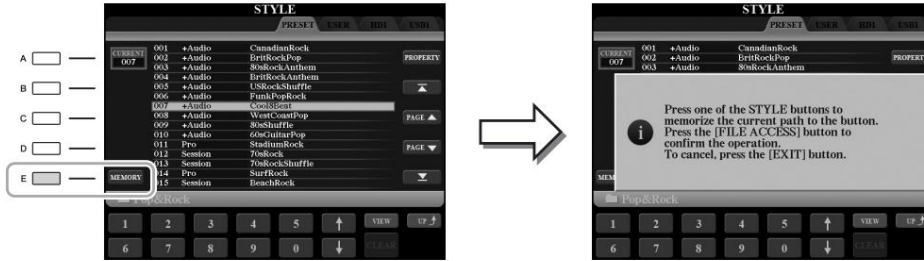 STYLE
PRESET USER HD1 USB1
CURRENT
007
001 +Audio CanadianRock
002 +Audio BritRockPop
003 +Audio 80sRockAnthem
004 +Audio BritRockAnthem
005 +Audio USRockShuffle
006 +Audio FunkPopRock
007 +Audio Cool8Beat
008 +Audio WestCoastPop
009 +Audio 80sShuffle
010 +Audio 60sGuitarPop
011 Pro StadiumRock
012 Session 70sRock
013 Session 70sRockShuffle
014 Pro SurfRock
015 Session BeachRock
PROPERTY
PAGE
PAGE
A
B
C
D
E
MEMORY
Pop&Rock
1 2 3 4 5 VIEW UP
6 7 8 9 0 CLEAR
STYLE
PRESET USER HD1 USB1
CURRENT
007
001 +Audio CanadianRock
002 +Audio BritRockPop
003 +Audio 80sRockAnthem
PROPERT
Press one of the STYLE buttons to
memorize the current path to the button.
Press the [FILE ACCESS] button to
confirm the operation.
To cancel, press the [EXIT] button.
MEM
Pop&Rock
1 2 3 4 5 VIEW UP
6 7 8 9 0 CLEAR